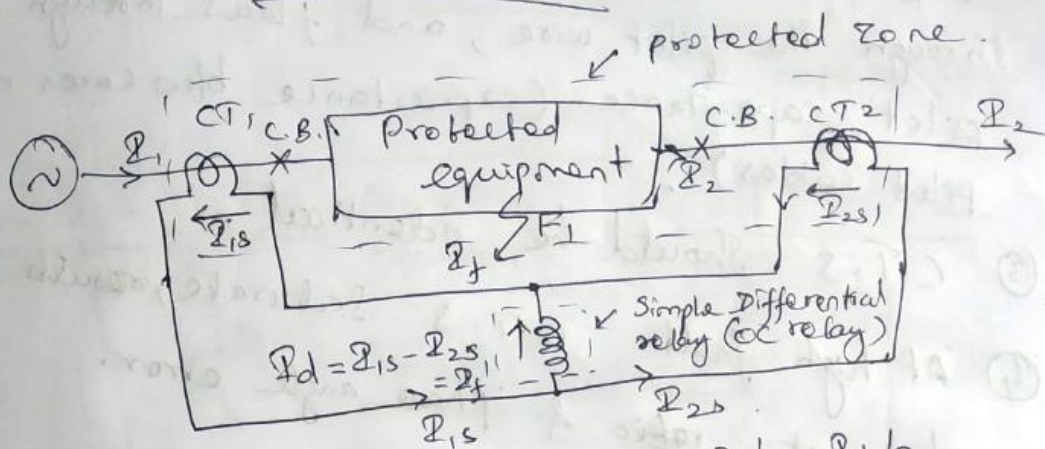 protected zone.
CT1 C.B. Protected equipment C.B. CT2
I1 I2 I2
I1s F1 If I2s
Simple Differential
relay (OC relay)
Id = I1s - I2s
= If
I1s I2s